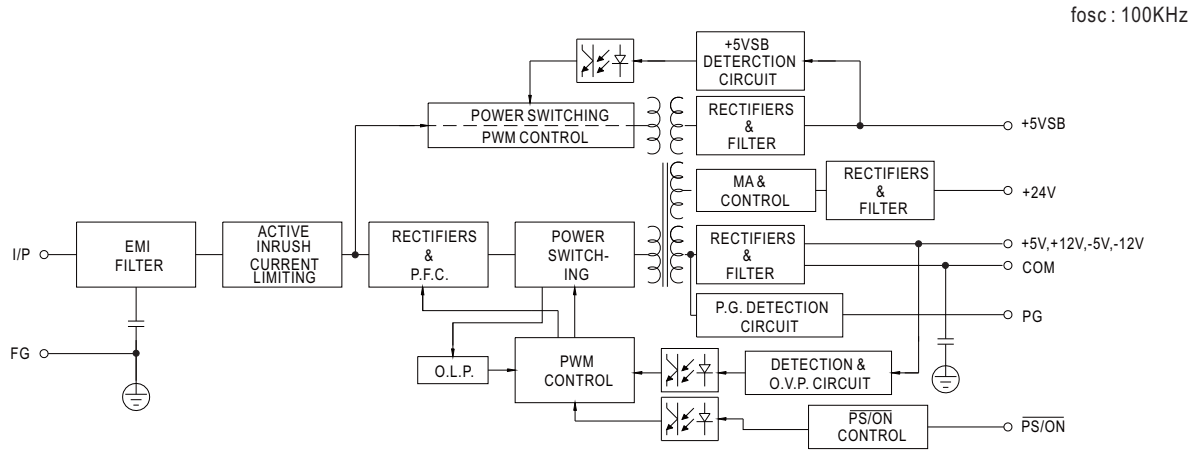 fosc : 100KHz
+5VSB
DETERCTION
CIRCUIT
POWER SWITCHING
PWM CONTROL
RECTIFIERS
&
FILTER
+5VSB
MA &
CONTROL
RECTIFIERS
&
FILTER
+24V
I/P
EMI
FILTER
ACTIVE
INRUSH
CURRENT
LIMITING
RECTIFIERS
&
P.F.C.
POWER
SWITCH-
ING
RECTIFIERS
&
FILTER
+5V,+12V,-5V,-12V
COM
P.G. DETECTION
CIRCUIT
PG
FG
O.L.P.
PWM
CONTROL
DETECTION &
O.V.P. CIRCUIT
PS/ON
CONTROL
PS/ON